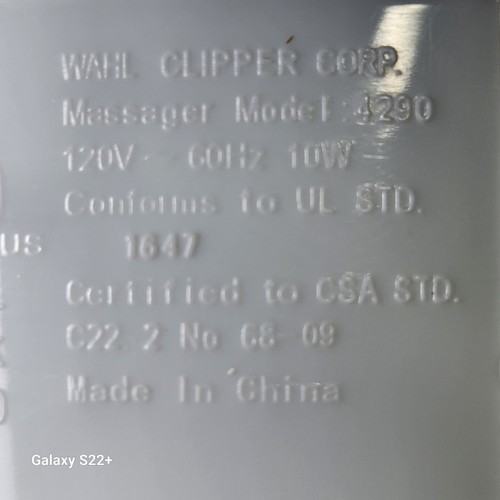 WAHL CLIPPER CORP.
Massager Model: 4290
120V ~ 60Hz 10W
Conforms to UL STD.
US 1647
Certified to CSA STD.
C22 2 No 68-09
Made In China
Galaxy S22+